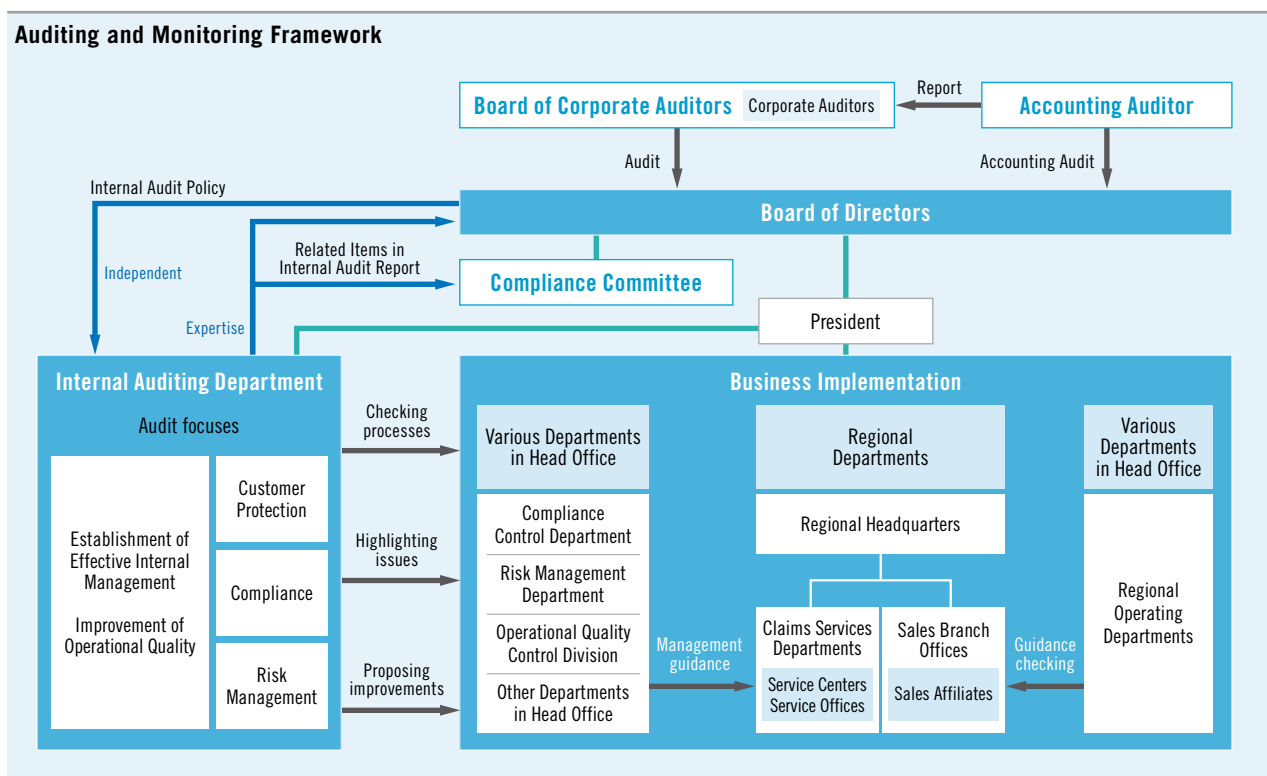 Auditing and Monitoring Framework
Board of Corporate Auditors
Corporate Auditors
Report
Accounting Auditor
Audit
Accounting Audit
Internal Audit Policy
Board of Directors
Independent
Related Items in
Internal Audit Report
Compliance Committee
Expertise
President
Internal Auditing Department
Audit focuses
Establishment of
Effective Internal
Management
Improvement of
Operational Quality
Customer
Protection
Compliance
Risk
Management
Checking
processes
Highlighting
issues
Proposing
improvements
Business Implementation
Various Departments
in Head Office
Compliance
Control Department
Risk Management
Department
Operational Quality
Control Division
Other Departments
in Head Office
Management
guidance
Regional
Departments
Regional Headquarters
Claims Services
Departments
Service Centers
Service Offices
Sales Branch
Offices
Sales Affiliates
Guidance
checking
Various
Departments
in Head Office
Regional
Operating
Departments